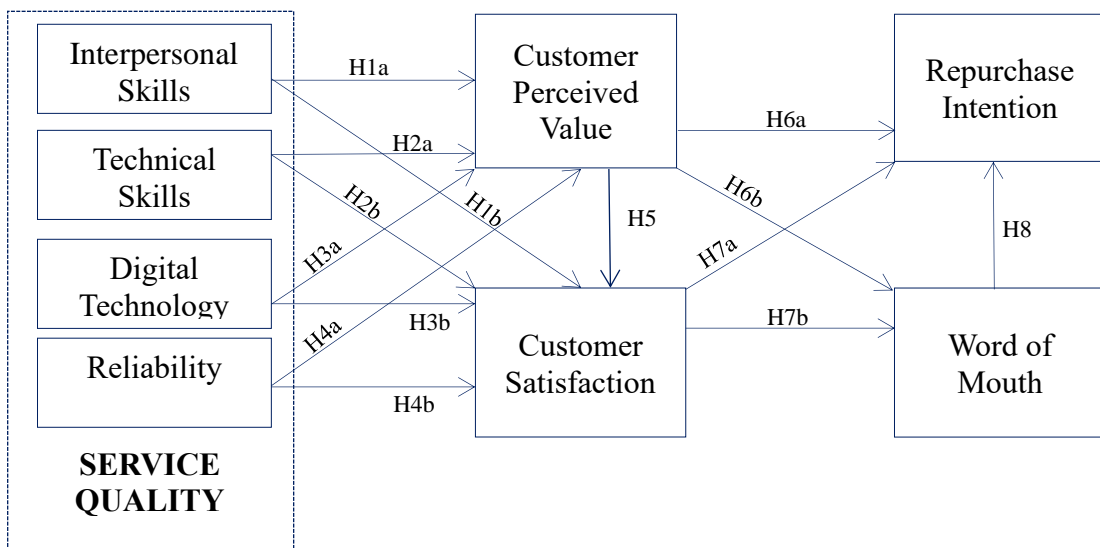 Interpersonal
Skills
Technical
Skills
Digital
Technology
Reliability
SERVICE
QUALITY
H1a
H2a
H2b
H1b
H3a
H3b
H4a
H4b
Customer
Perceived
Value
H5
Customer
Satisfaction
H6a
H6b
H7a
H7b
Repurchase
Intention
H8
Word of
Mouth